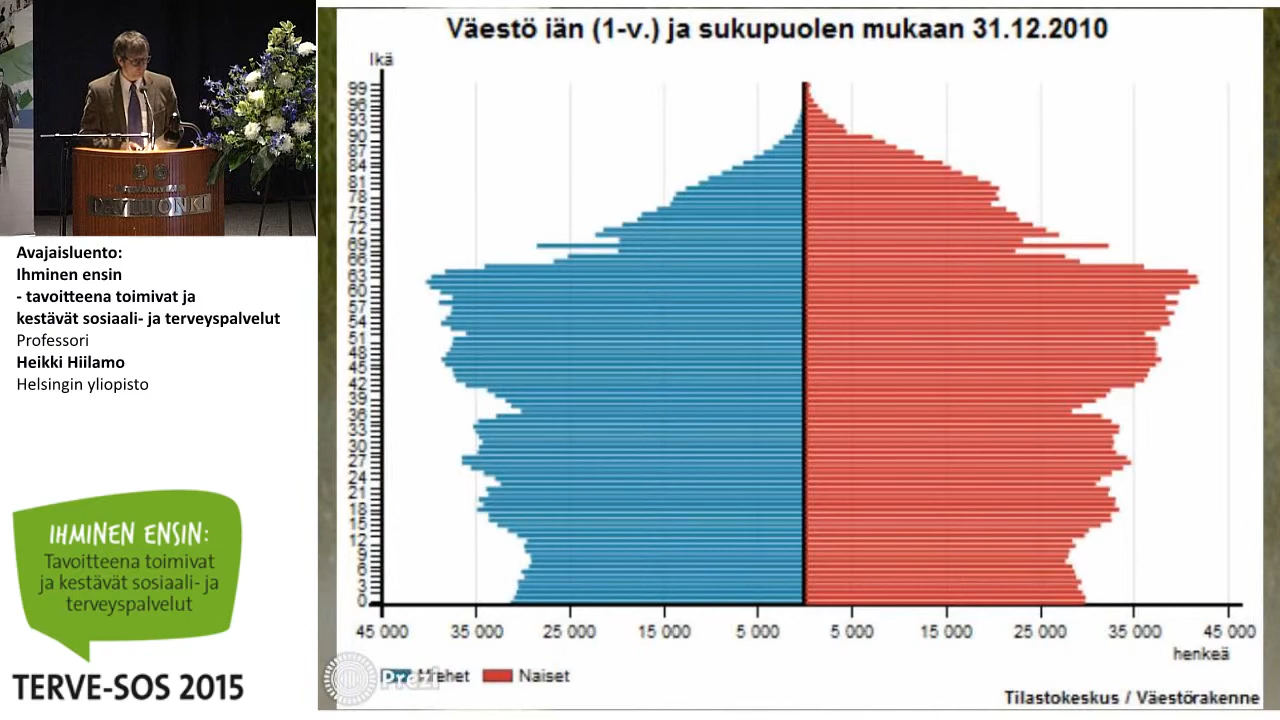 Väestö iän (1-v.) ja sukupuolen mukaan 31.12.2010
Ikä
99
96
93
90
87
84
81
78
75
72
69
66
63
60
57
54
51
48
45
42
39
36
33
30
27
24
21
18
15
12
9
6
3
0
45 000 35 000 25 000 15 000 5 000 5 000 15 000 25 000 35 000 45 000
henkeä
Prezi
Miehet Naiset
Tilastokeskus / Väestörakenne
PAVILJONKI
Avajaisluento:
Ihminen ensin
- tavoitteena toimivat ja
kestävät sosiaali- ja terveyspalvelut
Professori
Heikki Hiilamo
Helsingin yliopisto
IHMINEN ENSIN:
Tavoitteena toimivat
ja kestävät sosiaali- ja
terveyspalvelut
TERVE-SOS 2015